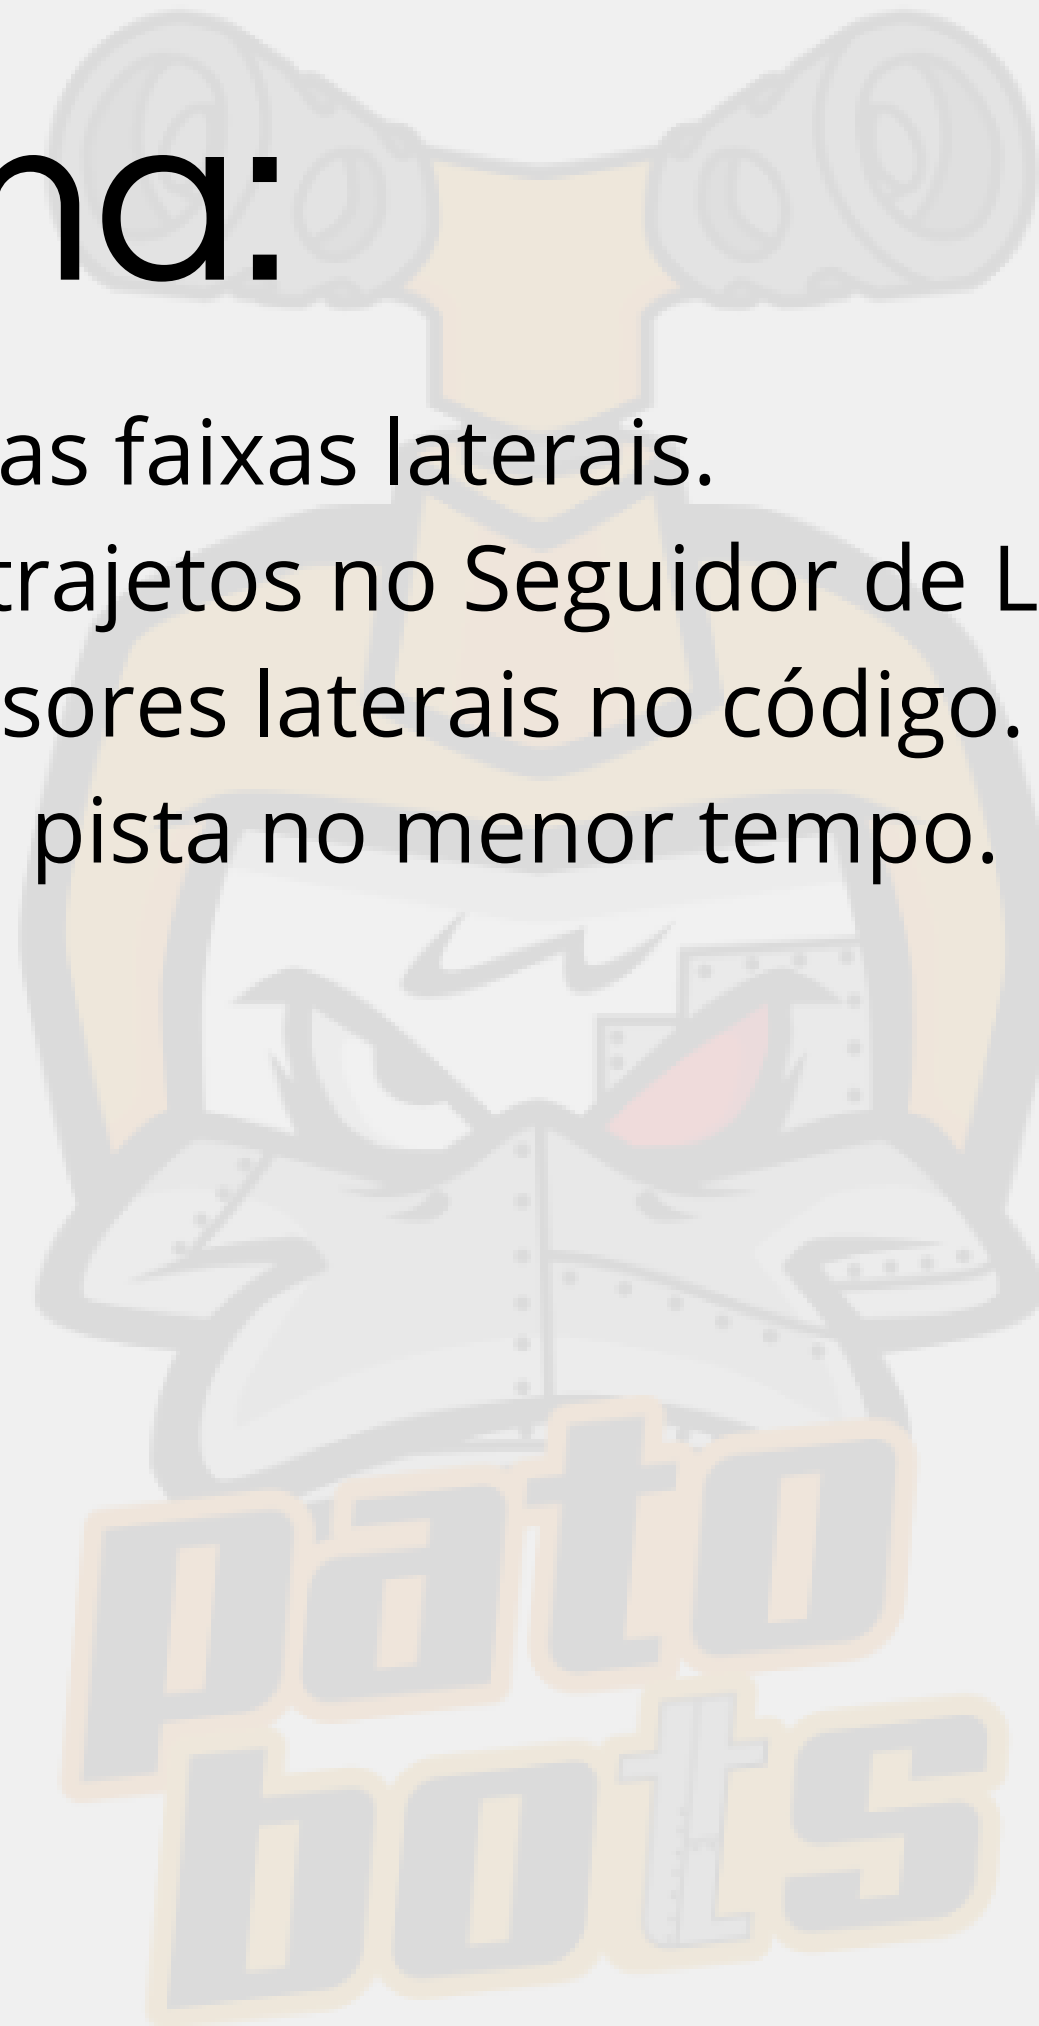 na:
as faixas laterais.
trajetos no Seguidor de L
sores laterais no código.
pista no menor tempo.
pato
bots